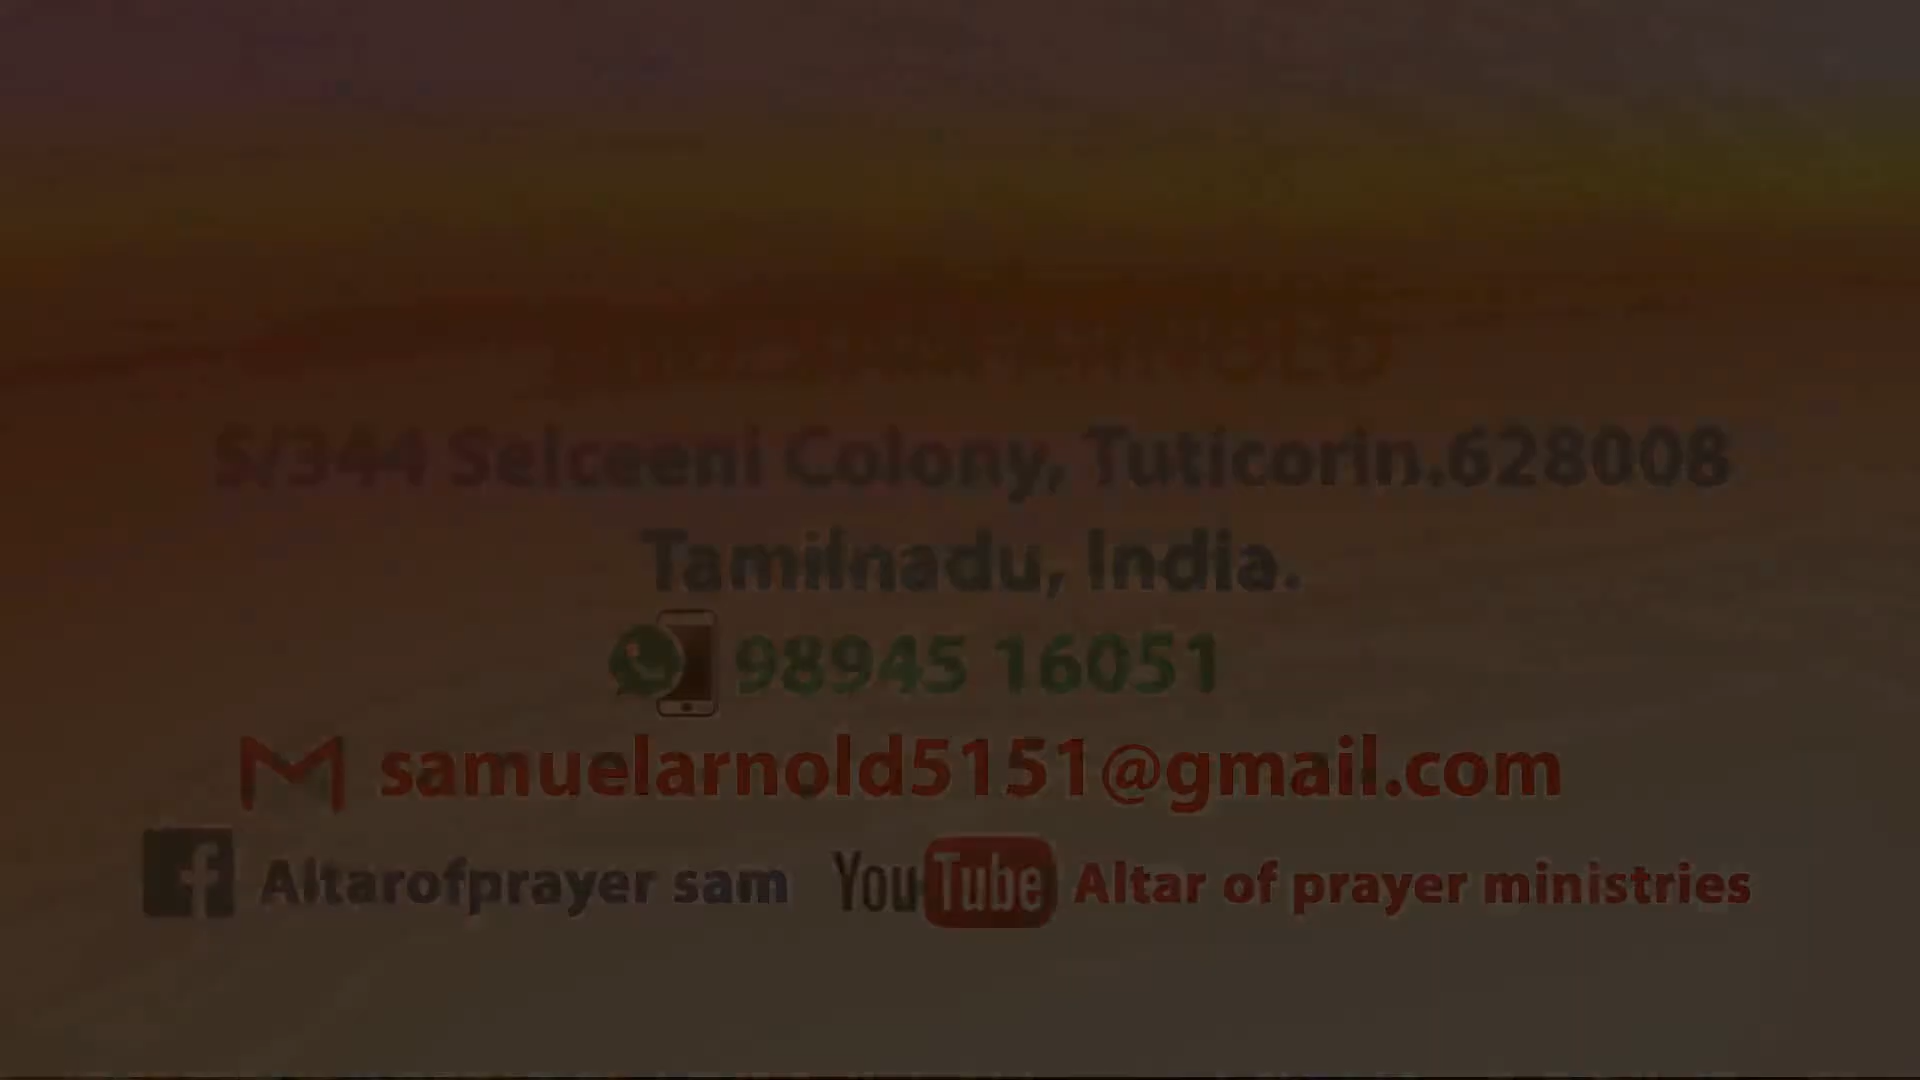 5/344 Selceeni Colony, Tuticorin.628008
Tamilnadu, India.
98945 16051
samuelarnold5151@gmail.com
f Altarofprayer sam YouTube Altar of prayer ministries